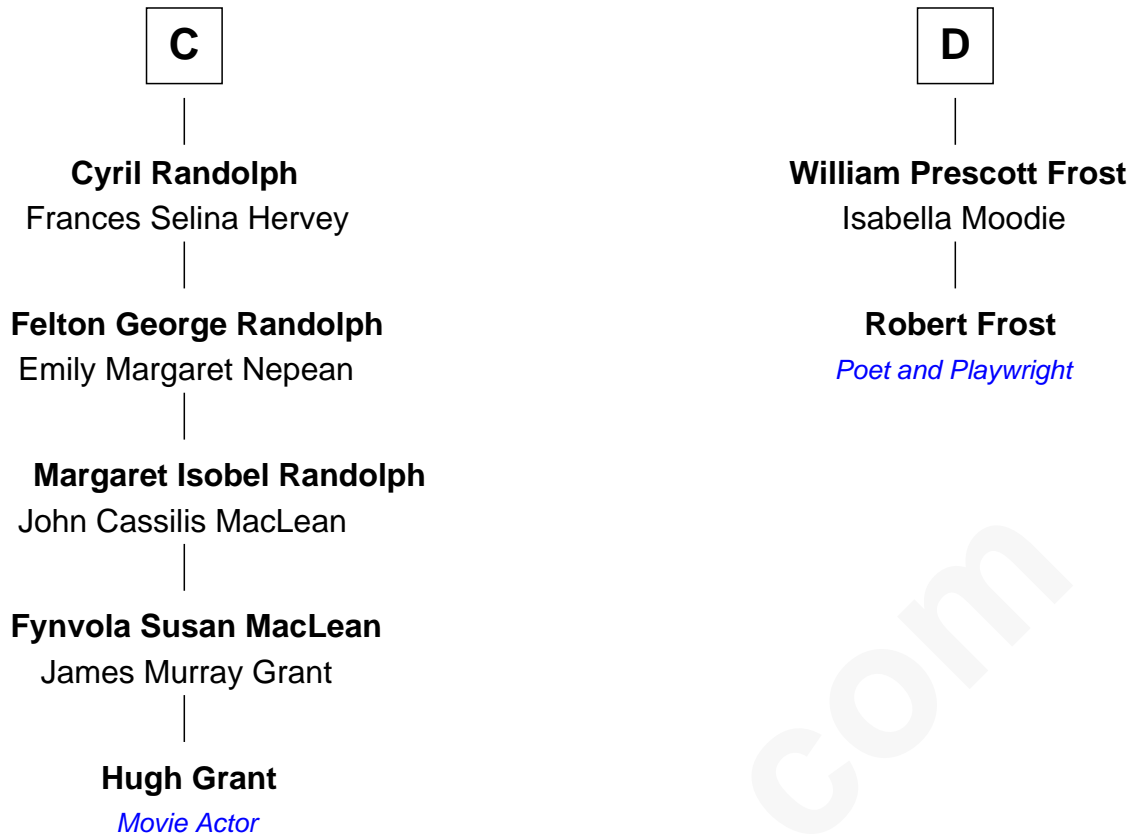 C
Cyril Randolph
Frances Selina Hervey
Felton George Randolph
Emily Margaret Nepean
Margaret Isobel Randolph
John Cassilis MacLean
Fynvola Susan MacLean
James Murray Grant
Hugh Grant
Movie Actor
D
William Prescott Frost
Isabella Moodie
Robert Frost
Poet and Playwright
com